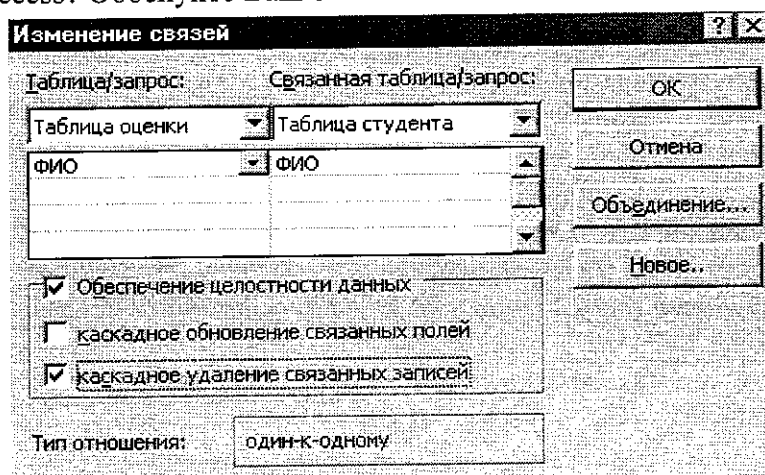 Изменение связей
Таблица/запрос: Связанная таблица/запрос:
ОК
Таблица оценки Таблица студента
Отмена
ФИО ФИО
Объединение...
Новое..
Обеспечение целостности данных
каскадное обновление связанных полей
каскадное удаление связанных записей
Тип отношения: один-к-одному